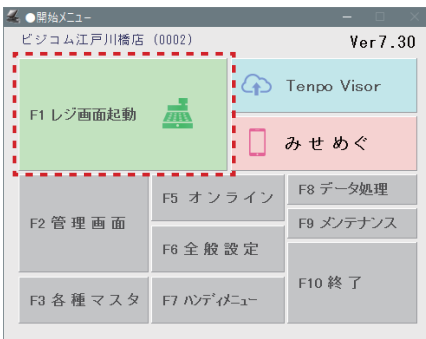 ●開始メニュー
ビジコム江戸川橋店 (0002)
Ver7.30
F1 レジ画面起動
Tenpo Visor
みせめぐ
F2 管理画面
F5 オンライン
F8 データ処理
F9 メンテナンス
F6 全般設定
F10 終了
F3 各種マスタ
F7 ハンディメニュー